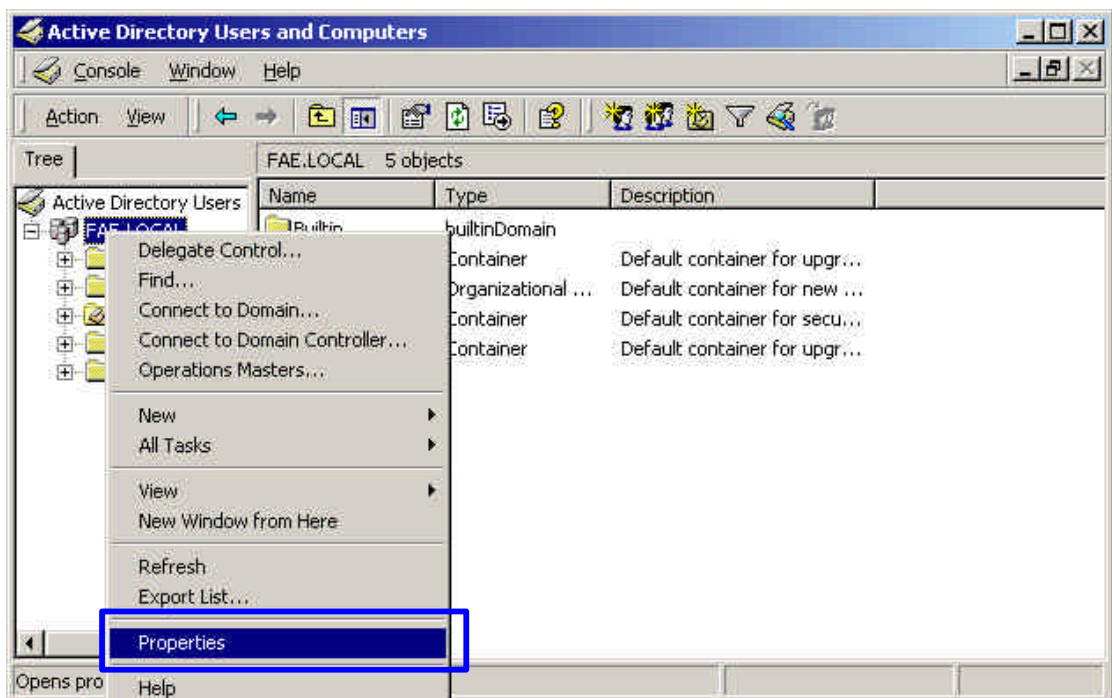 Active Directory Users and Computers
Console Window Help
Action View
Tree
FAE.LOCAL 5 objects
Active Directory Users
Name Type Description
FAE.LOCAL
Builtin builtinDomain
Container Default container for upgr...
Organizational ... Default container for new ...
Container Default container for secu...
Container Default container for upgr...
Delegate Control...
Find...
Connect to Domain...
Connect to Domain Controller...
Operations Masters...
New
All Tasks
View
New Window from Here
Refresh
Export List...
Properties
Help
Opens pro